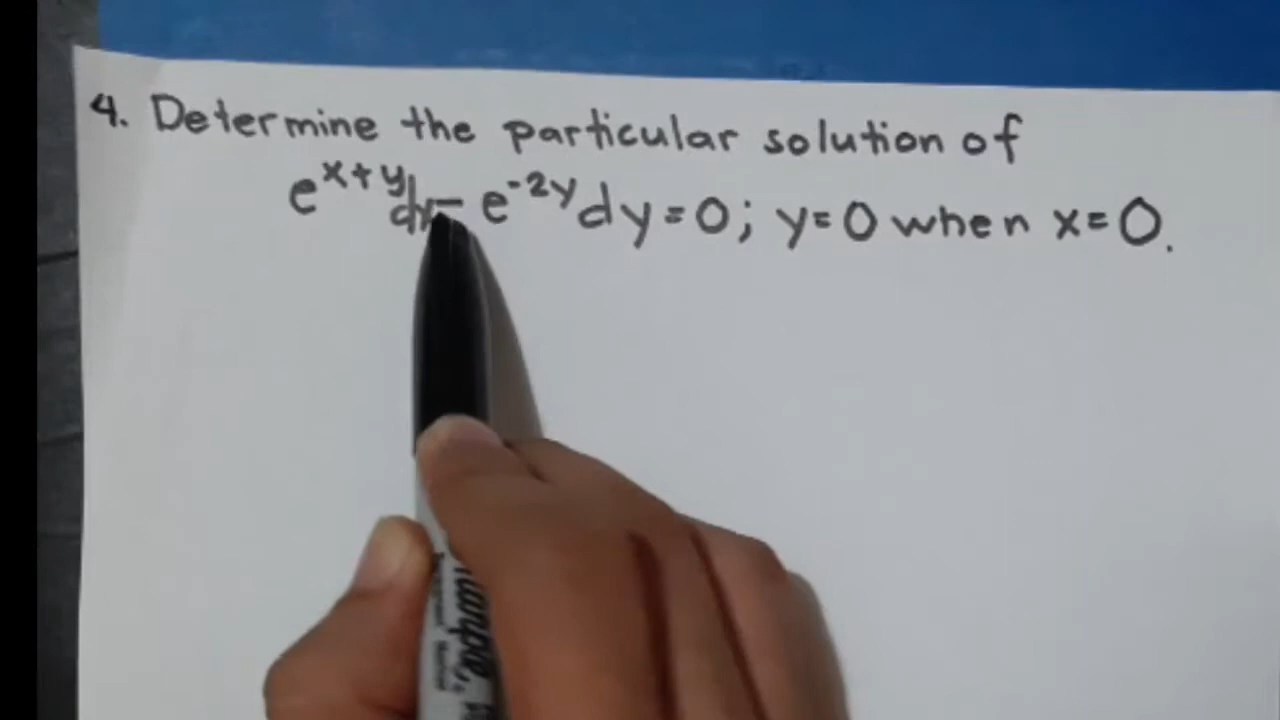 4. Determine the particular solution of
e^{x+y}dx - e^{-2y}dy = 0; y=0 when x=0.